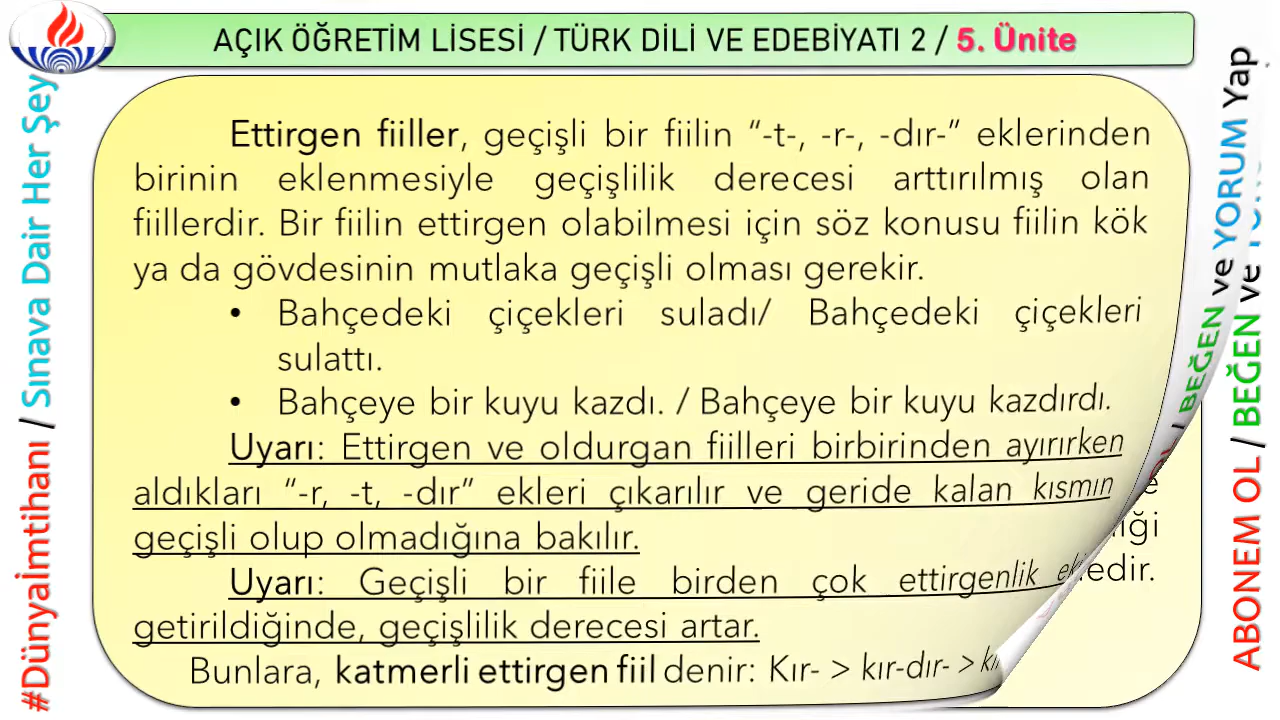 AÇIK ÖĞRETİM LİSESİ / TÜRK DİLİ VE EDEBİYATI 2 / 5. Ünite
#Dünyaimtihanı / Sınava Dair Her Şey
Ettirgen fiiller, geçişli bir fiilin “-t-, -r-, -dır-” eklerinden
birinin eklenmesiyle geçişlilik derecesi arttırılmış olan
fiillerdir. Bir fiilin ettirgen olabilmesi için söz konusu fiilin kök
ya da gövdesinin mutlaka geçişli olması gerekir.
• Bahçedeki çiçekleri suladı/ Bahçedeki çiçekleri
sulattı.
• Bahçeye bir kuyu kazdı. / Bahçeye bir kuyu kazdırdı.
Uyarı: Ettirgen ve oldurgan fiilleri birbirinden ayırırken
aldıkları “-r, -t, -dır” ekleri çıkarılır ve geride kalan kısmın
geçişli olup olmadığına bakılır.
Uyarı: Geçişli bir fiile birden çok ettirgenlik
getirildiğinde, geçişlilik derecesi artar.
Bunlara, katmerli ettirgen fiil denir: Kır- > kır-dır- >
BEĞEN ve YORUM Yap
ABONEM OL / BEĞEN ve